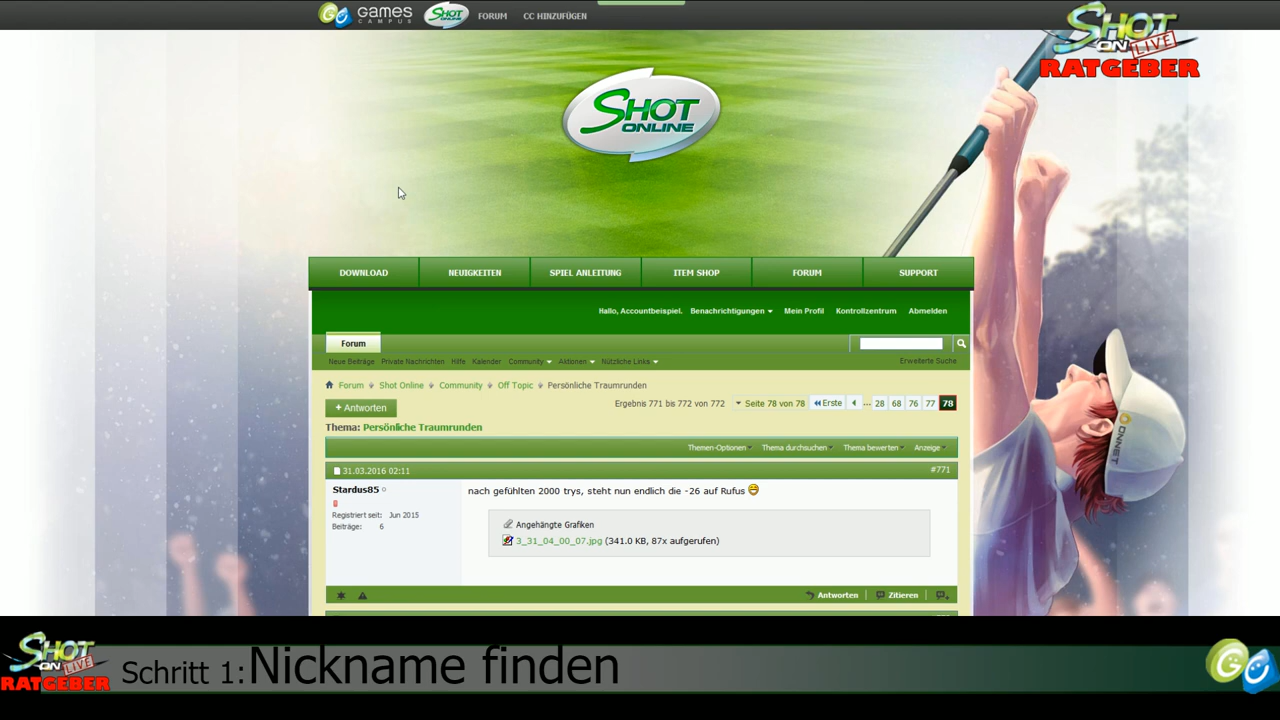 GAMES CAMPUS SHOT ONLINE FORUM CC HINZUFÜGEN
SHOT ON LIVE
RATGEBER
SHOT
ONLINE
DOWNLOAD NEUIGKEITEN SPIEL ANLEITUNG ITEM SHOP FORUM SUPPORT
Hallo, Accountbeispiel. Benachrichtigungen Mein Profil Kontrollzentrum Abmelden
Forum
Neue Beiträge Private Nachrichten Hilfe Kalender Community Aktionen Nützliche Links Erweiterte Suche
Forum Shot Online Community Off Topic Persönliche Traumrunden
+ Antworten Ergebnis 771 bis 772 von 772 Seite 78 von 78 Erste ... 28 68 76 77 78
Thema: Persönliche Traumrunden
Themen-Optionen Thema durchsuchen Thema bewerten Anzeige
31.03.2016 02:11 #771
Stardus85 nach gefühlten 2000 trys, steht nun endlich die -26 auf Rufus
Registriert seit: Jun 2015
Beiträge: 6
Angehängte Grafiken
3_31_04_00_07.jpg (341.0 KB, 87x aufgerufen)
Antworten Zitieren
ONNET
SHOT ON LIVE
RATGEBER
Schritt 1: Nickname finden